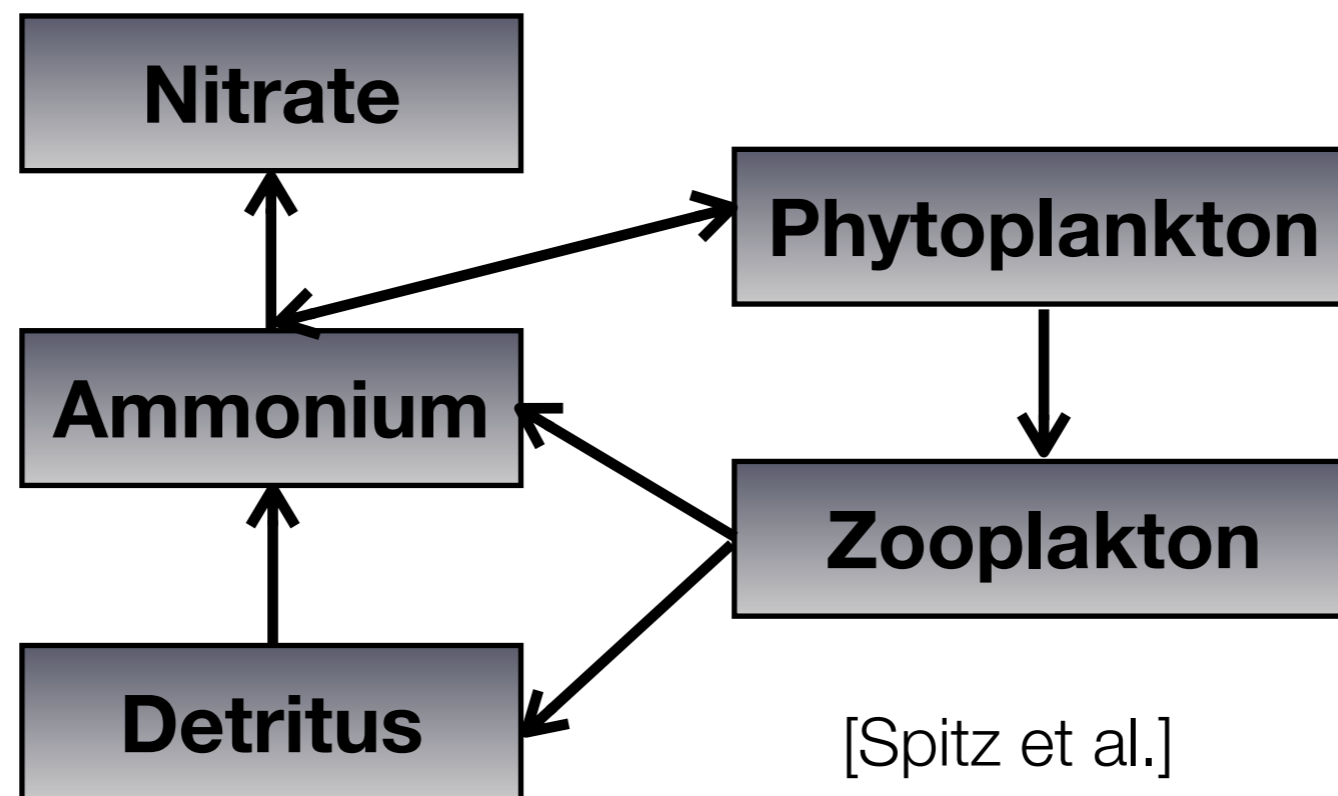 Nitrate
Phytoplankton
Ammonium
Zooplakton
Detritus
[Spitz et al.]